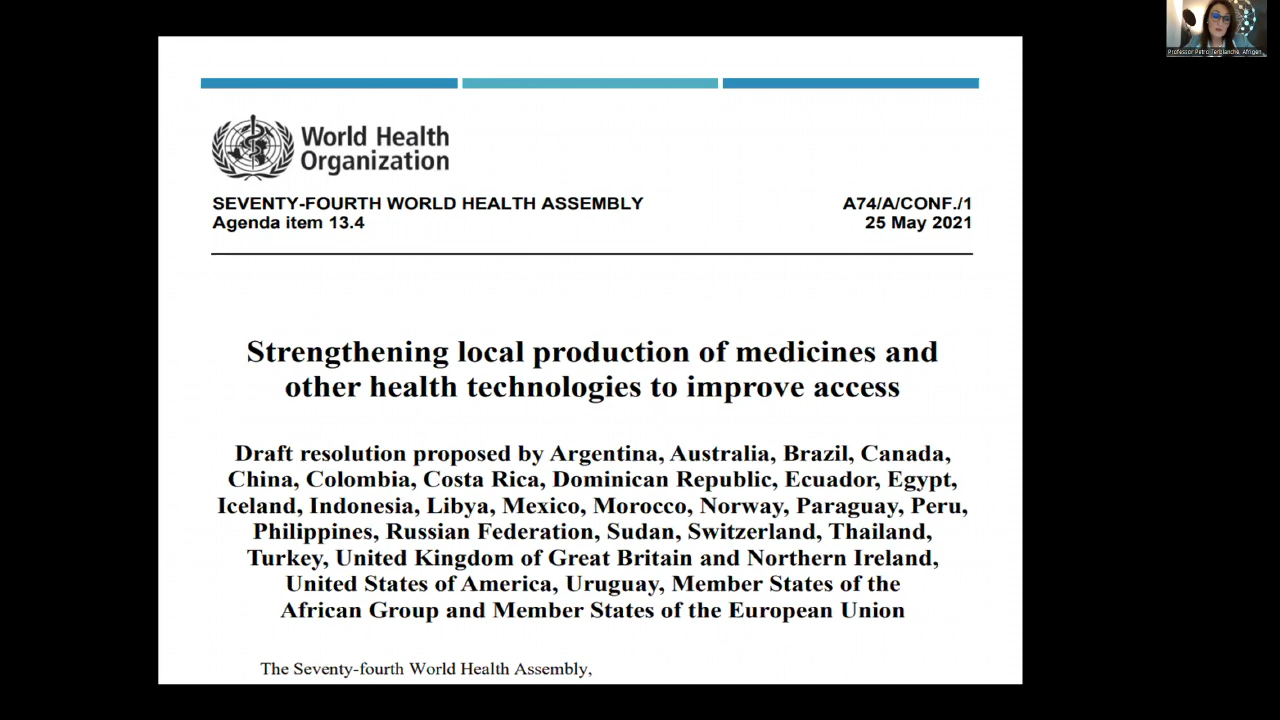 Professor Petro Terblanche, Afrigen
World Health
Organization
SEVENTY-FOURTH WORLD HEALTH ASSEMBLY A74/A/CONF./1
Agenda item 13.4 25 May 2021
Strengthening local production of medicines and
other health technologies to improve access
Draft resolution proposed by Argentina, Australia, Brazil, Canada,
China, Colombia, Costa Rica, Dominican Republic, Ecuador, Egypt,
Iceland, Indonesia, Libya, Mexico, Morocco, Norway, Paraguay, Peru,
Philippines, Russian Federation, Sudan, Switzerland, Thailand,
Turkey, United Kingdom of Great Britain and Northern Ireland,
United States of America, Uruguay, Member States of the
African Group and Member States of the European Union
The Seventy-fourth World Health Assembly,